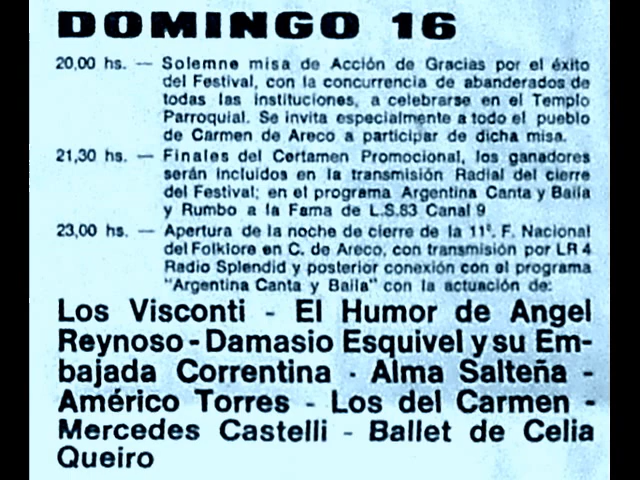 DOMINGO 16
20,00 hs. — Solemne misa de Acción de Gracias por el éxito
del Festival, con la concurrencia de abanderados de
todas las instituciones, a celebrarse en el Templo
Parroquial. Se invita especialmente a todo el pueblo
de Carmen de Areco a participar de dicha misa.
21,30 hs. — Finales del Certamen Promocional, los ganadores
serán incluidos en la transmisión Radial del cierre
del Festival; en el programa Argentina Canta y Baila
y Rumbo a la Fama de L.S.83 Canal 9
23,00 hs. — Apertura de la noche de cierre de la 11º. F. Nacional
del Folklore en C. de Areco, con transmisión por LR 4
Radio Splendid y posterior conexión con el programa
"Argentina Canta y Baila" con la actuación de:
Los Visconti - El Humor de Angel
Reynoso - Damasio Esquivel y su Em-
bajada Correntina - Alma Salteña -
Américo Torres - Los del Carmen -
Mercedes Castelli - Ballet de Celia
Queiro